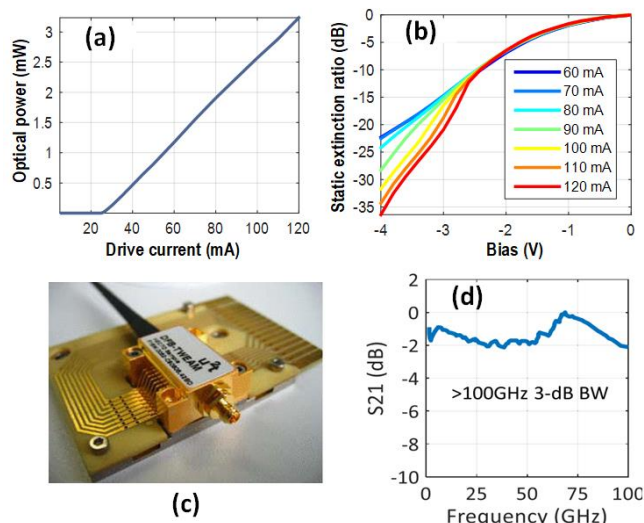 (a)
Optical power (mW)
3
2.5
2
1.5
1
0.5
20
40
60
80
100
120
Drive current (mA)
(b)
Static extinction ratio (dB)
0
-5
-10
-15
-20
-25
-30
-35
-4
-3
-2
-1
0
Bias (V)
60 mA
70 mA
80 mA
90 mA
100 mA
110 mA
120 mA
DFB-TWEAM
u²t
(c)
(d)
S21 (dB)
2
0
-2
-4
-6
-8
-10
>100GHz 3-dB BW
0
25
50
75
100
Frequency (GHz)